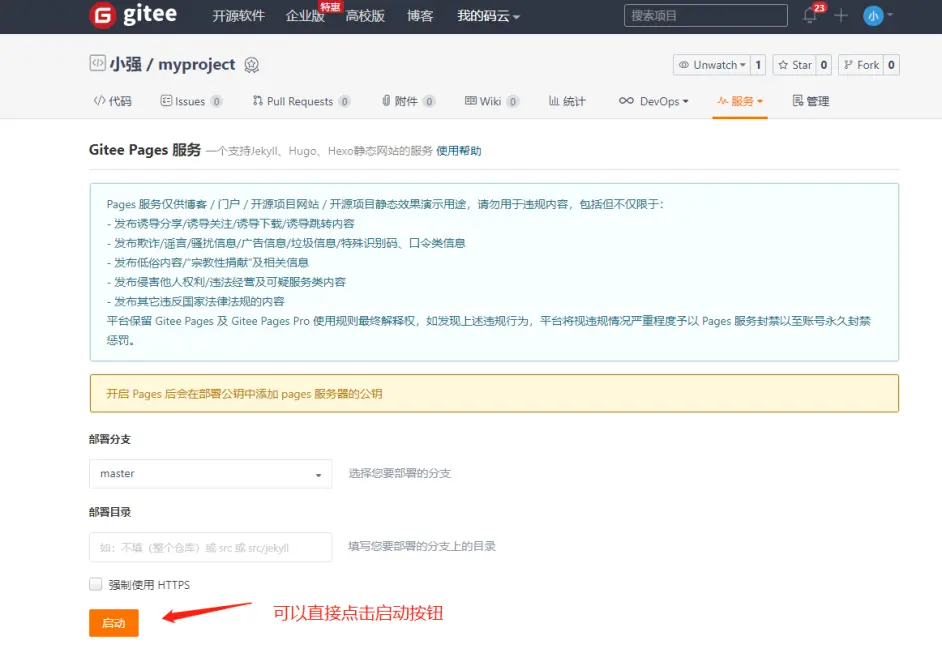 gitee 开源软件 企业版 特惠 高校版 博客 我的码云 搜索项目 23 小
小强 / myproject Unwatch 1 Star 0 Fork 0
代码 Issues 0 Pull Requests 0 附件 0 Wiki 0 统计 DevOps 服务 管理
Gitee Pages 服务 一个支持Jekyll、Hugo、Hexo静态网站的服务 使用帮助
Pages 服务仅供博客 / 门户 / 开源项目网站 / 开源项目静态效果演示用途，请勿用于违规内容，包括但不仅限于：
- 发布诱导分享/诱导关注/诱导下载/诱导跳转内容
- 发布欺诈/谣言/骚扰信息/广告信息/垃圾信息/特殊识别码、口令类信息
- 发布低俗内容/“宗教性捐献”及相关信息
- 发布侵害他人权利/违法经营及可疑服务类内容
- 发布其它违反国家法律法规的内容
平台保留 Gitee Pages 及 Gitee Pages Pro 使用规则最终解释权，如发现上述违规行为，平台将视违规情况严重程度予以 Pages 服务封禁以至账号永久封禁
惩罚。
开启 Pages 后会在部署公钥中添加 pages 服务器的公钥
部署分支
master 选择您要部署的分支
部署目录
如：不填（整个仓库）或 src 或 src/jekyll 填写您要部署的分支上的目录
强制使用 HTTPS
启动 可以直接点击启动按钮